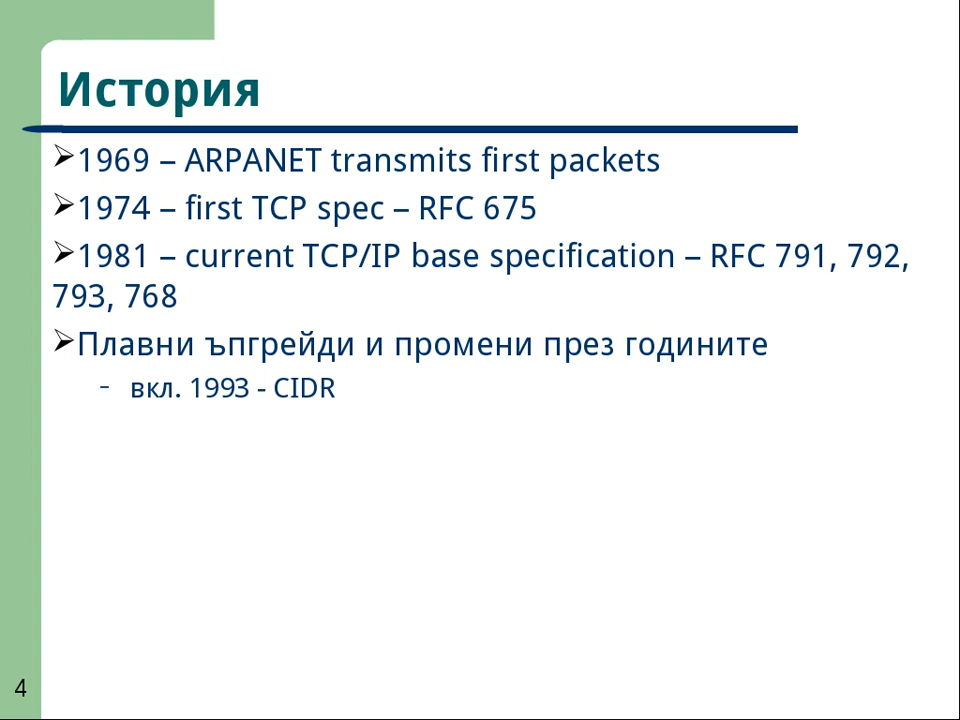 История
1969 – ARPANET transmits first packets
1974 – first TCP spec – RFC 675
1981 – current TCP/IP base specification – RFC 791, 792,
793, 768
Плавни ъпгрейди и промени през годините
– вкл. 1993 - CIDR
4